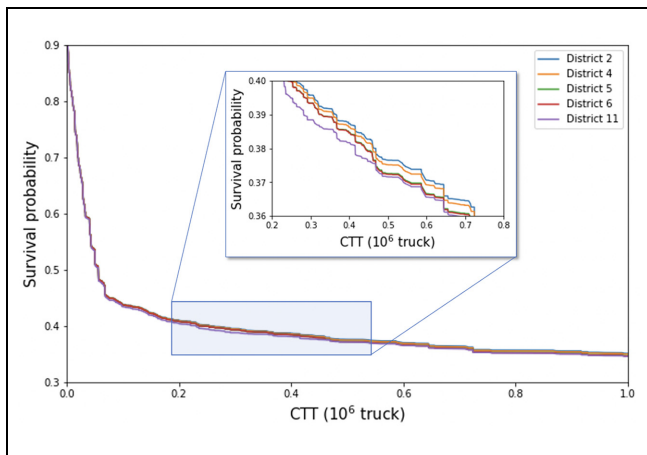 0.9
0.8
0.7
0.6
0.5
0.4
0.3
Survival probability
0.0
0.2
0.4
0.6
0.8
1.0
CTT (10⁶ truck)
District 2
District 4
District 5
District 6
District 11
0.40
0.39
0.38
0.37
0.36
Survival probability
0.2
0.3
0.4
0.5
0.6
0.7
0.8
CTT (10⁶ truck)